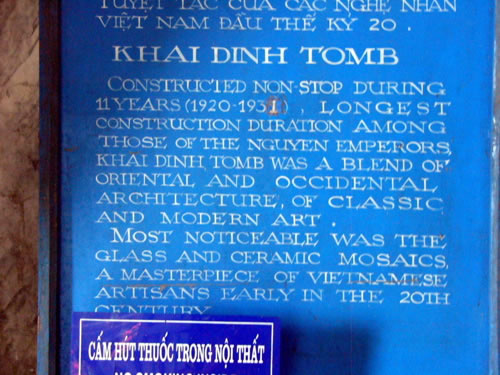 TUYỆT TÁC CỦA CÁC NGHỆ NHÂN
VIỆT NAM ĐẦU THẾ KỶ 20.
KHAI DINH TOMB
CONSTRUCTED NON-STOP DURING
11 YEARS (1920-1931), LONGEST
CONSTRUCTION DURATION AMONG
THOSE OF THE NGUYEN EMPERORS,
KHAI DINH TOMB WAS A BLEND OF
ORIENTAL AND OCCIDENTAL
ARCHITECTURE, OF CLASSIC
AND MODERN ART.
MOST NOTICEABLE WAS THE
GLASS AND CERAMIC MOSAICS,
A MASTERPIECE OF VIETNAMESE
ARTISANS EARLY IN THE 20TH
CENTURY
CẤM HÚT THUỐC TRONG NỘI THẤT
NO SMOKING